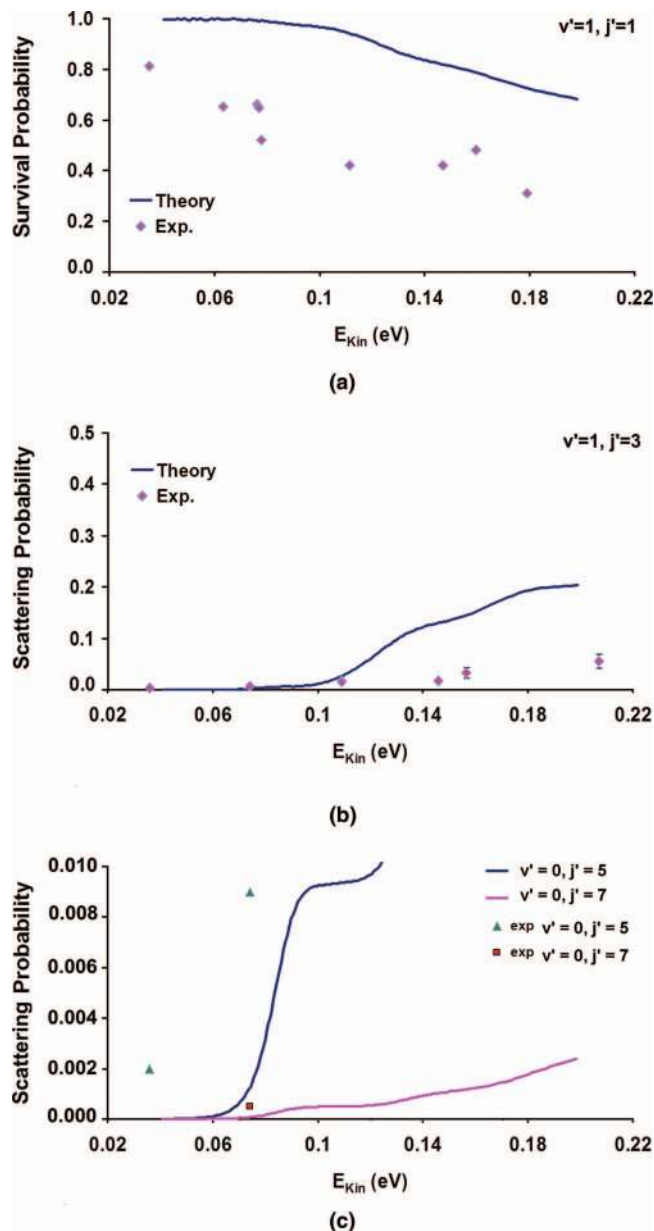 1.0
v'=1, j'=1
0.8
0.6
0.4
0.2
0.0
Survival Probability
Theory
Exp.
0.02 0.06 0.1 0.14 0.18 0.22
E_Kin (eV)
(a)
0.5
v'=1, j'=3
0.4
0.3
0.2
0.1
0.0
Scattering Probability
Theory
Exp.
0.02 0.06 0.1 0.14 0.18 0.22
E_Kin (eV)
(b)
0.010
0.008
0.006
0.004
0.002
0.000
Scattering Probability
v' = 0, j' = 5
v' = 0, j' = 7
exp v' = 0, j' = 5
exp v' = 0, j' = 7
0.02 0.06 0.1 0.14 0.18 0.22
E_Kin (eV)
(c)